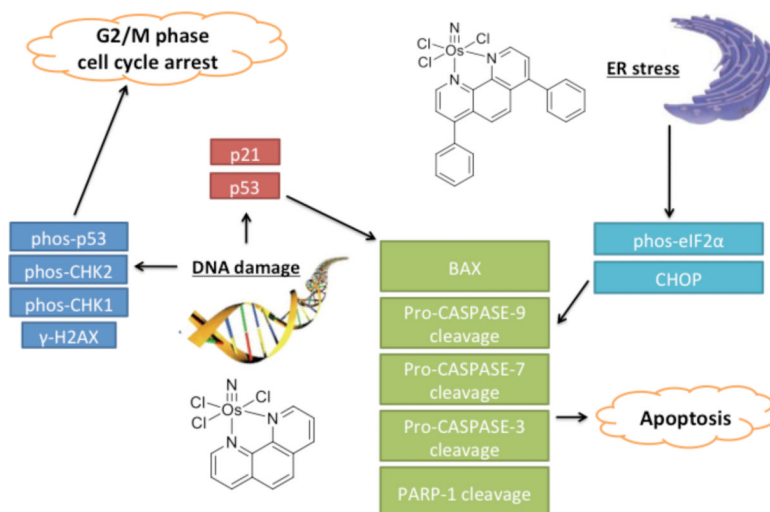 G2/M phase
cell cycle arrest
N
Cl
Cl
Os
Cl
N
N
ER stress
p21
p53
phos-p53
phos-CHK2
phos-CHK1
γ-H2AX
DNA damage
BAX
Pro-CASPASE-9
cleavage
Pro-CASPASE-7
cleavage
Pro-CASPASE-3
cleavage
PARP-1 cleavage
phos-eIF2α
CHOP
Apoptosis
N
Cl
Cl
Os
Cl
N
N